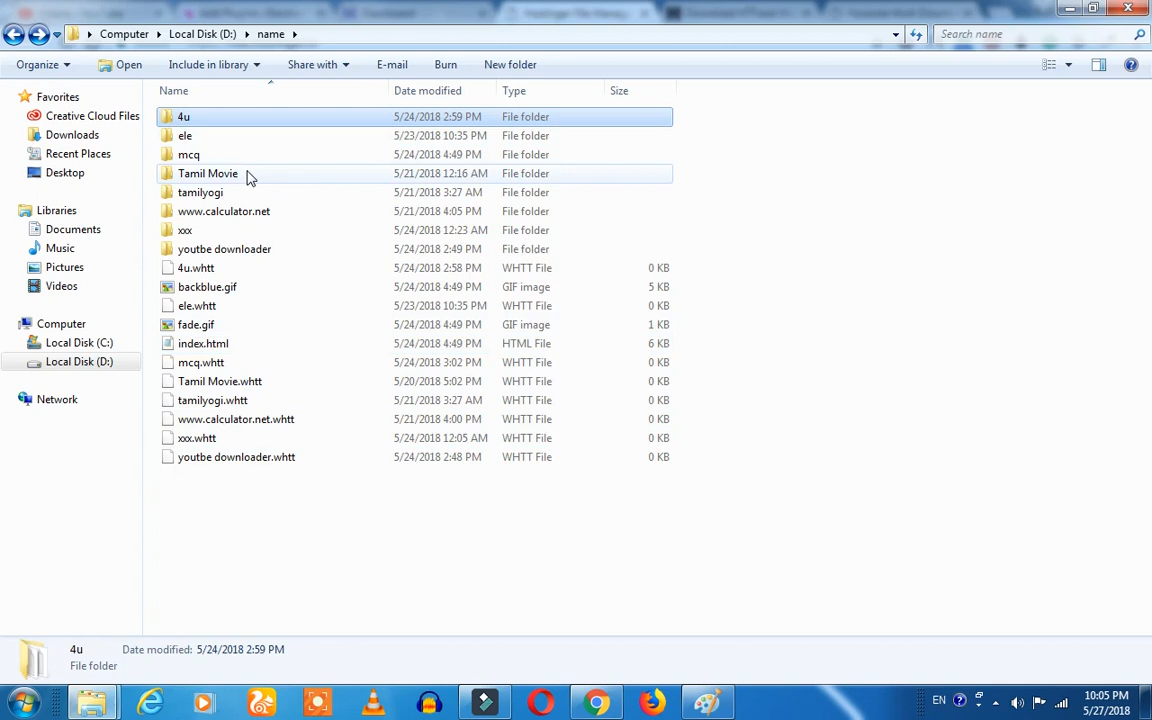 Computer Local Disk (D:) name Search name
Organize Open Include in library Share with E-mail Burn New folder
Name Date modified Type Size
Favorites
Creative Cloud Files
Downloads
Recent Places
Desktop
Libraries
Documents
Music
Pictures
Videos
Computer
Local Disk (C:)
Local Disk (D:)
Network
4u 5/24/2018 2:59 PM File folder
ele 5/23/2018 10:35 PM File folder
mcq 5/24/2018 4:49 PM File folder
Tamil Movie 5/21/2018 12:16 AM File folder
tamilyogi 5/21/2018 3:27 AM File folder
www.calculator.net 5/21/2018 4:05 PM File folder
xxx 5/24/2018 12:23 AM File folder
youtbe downloader 5/24/2018 2:49 PM File folder
4u.whtt 5/24/2018 2:58 PM WHTT File 0 KB
backblue.gif 5/24/2018 4:49 PM GIF image 5 KB
ele.whtt 5/23/2018 10:35 PM WHTT File 0 KB
fade.gif 5/24/2018 4:49 PM GIF image 1 KB
index.html 5/24/2018 4:49 PM HTML File 6 KB
mcq.whtt 5/24/2018 3:02 PM WHTT File 0 KB
Tamil Movie.whtt 5/20/2018 5:02 PM WHTT File 0 KB
tamilyogi.whtt 5/21/2018 3:27 AM WHTT File 0 KB
www.calculator.net.whtt 5/21/2018 4:00 PM WHTT File 0 KB
xxx.whtt 5/24/2018 12:05 AM WHTT File 0 KB
youtbe downloader.whtt 5/24/2018 2:48 PM WHTT File 0 KB
4u Date modified: 5/24/2018 2:59 PM
File folder
EN 10:05 PM
5/27/2018